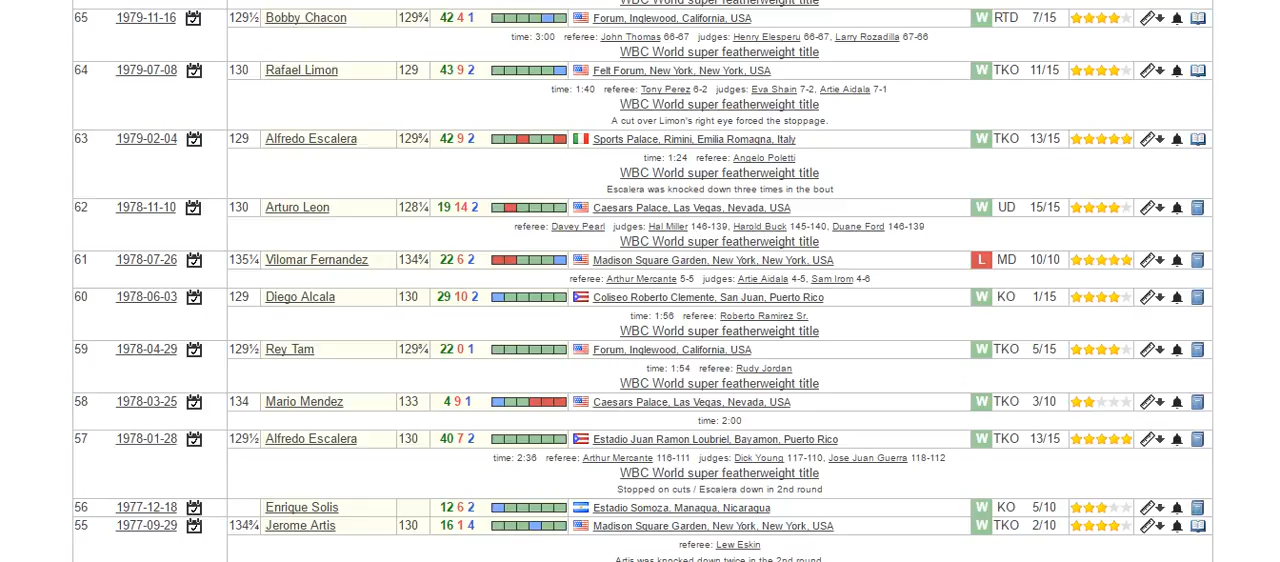 WBC World super featherweight title
65 1979-11-16 129½ Bobby Chacon 129¾ 42 4 1 Forum, Inglewood, California, USA W RTD 7/15
time: 3:00 referee: John Thomas 66-67 judges: Henry Elesperu 66-67, Larry Rozadilla 67-66
WBC World super featherweight title
64 1979-07-08 130 Rafael Limon 129 43 9 2 Felt Forum, New York, New York, USA W TKO 11/15
time: 1:40 referee: Tony Perez 6-2 judges: Eva Shain 7-2, Artie Aidala 7-1
WBC World super featherweight title
A cut over Limon's right eye forced the stoppage.
63 1979-02-04 129 Alfredo Escalera 129¼ 42 9 2 Sports Palace, Rimini, Emilia Romagna, Italy W TKO 13/15
time: 1:24 referee: Angelo Poletti
WBC World super featherweight title
Escalera was knocked down three times in the bout
62 1978-11-10 130 Arturo Leon 128¼ 19 14 2 Caesars Palace, Las Vegas, Nevada, USA W UD 15/15
referee: Davey Pearl judges: Hal Miller 146-139, Harold Buck 145-140, Duane Ford 146-139
WBC World super featherweight title
61 1978-07-26 135¼ Vilomar Fernandez 134¾ 22 6 2 Madison Square Garden, New York, New York, USA L MD 10/10
referee: Arthur Mercante 5-5 judges: Artie Aidala 4-5, Sam Irom 4-6
60 1978-06-03 129 Diego Alcala 130 29 10 2 Coliseo Roberto Clemente, San Juan, Puerto Rico W KO 1/15
time: 1:56 referee: Roberto Ramirez Sr.
WBC World super featherweight title
59 1978-04-29 129½ Rey Tam 129¾ 22 0 1 Forum, Inglewood, California, USA W TKO 5/15
time: 1:54 referee: Rudy Jordan
WBC World super featherweight title
58 1978-03-25 134 Mario Mendez 133 4 9 1 Caesars Palace, Las Vegas, Nevada, USA W TKO 3/10
time: 2:00
57 1978-01-28 129½ Alfredo Escalera 130 40 7 2 Estadio Juan Ramon Loubriel, Bayamon, Puerto Rico W TKO 13/15
time: 2:36 referee: Arthur Mercante 116-111 judges: Dick Young 117-110, Jose Juan Guerra 118-112
WBC World super featherweight title
Stopped on cuts / Escalera down in 2nd round
56 1977-12-18 Enrique Solis 12 6 2 Estadio Somoza, Managua, Nicaragua W KO 5/10
55 1977-09-29 134¾ Jerome Artis 130 16 1 4 Madison Square Garden, New York, New York, USA W TKO 2/10
referee: Lew Eskin
Artis was knocked down twice in the 2nd round